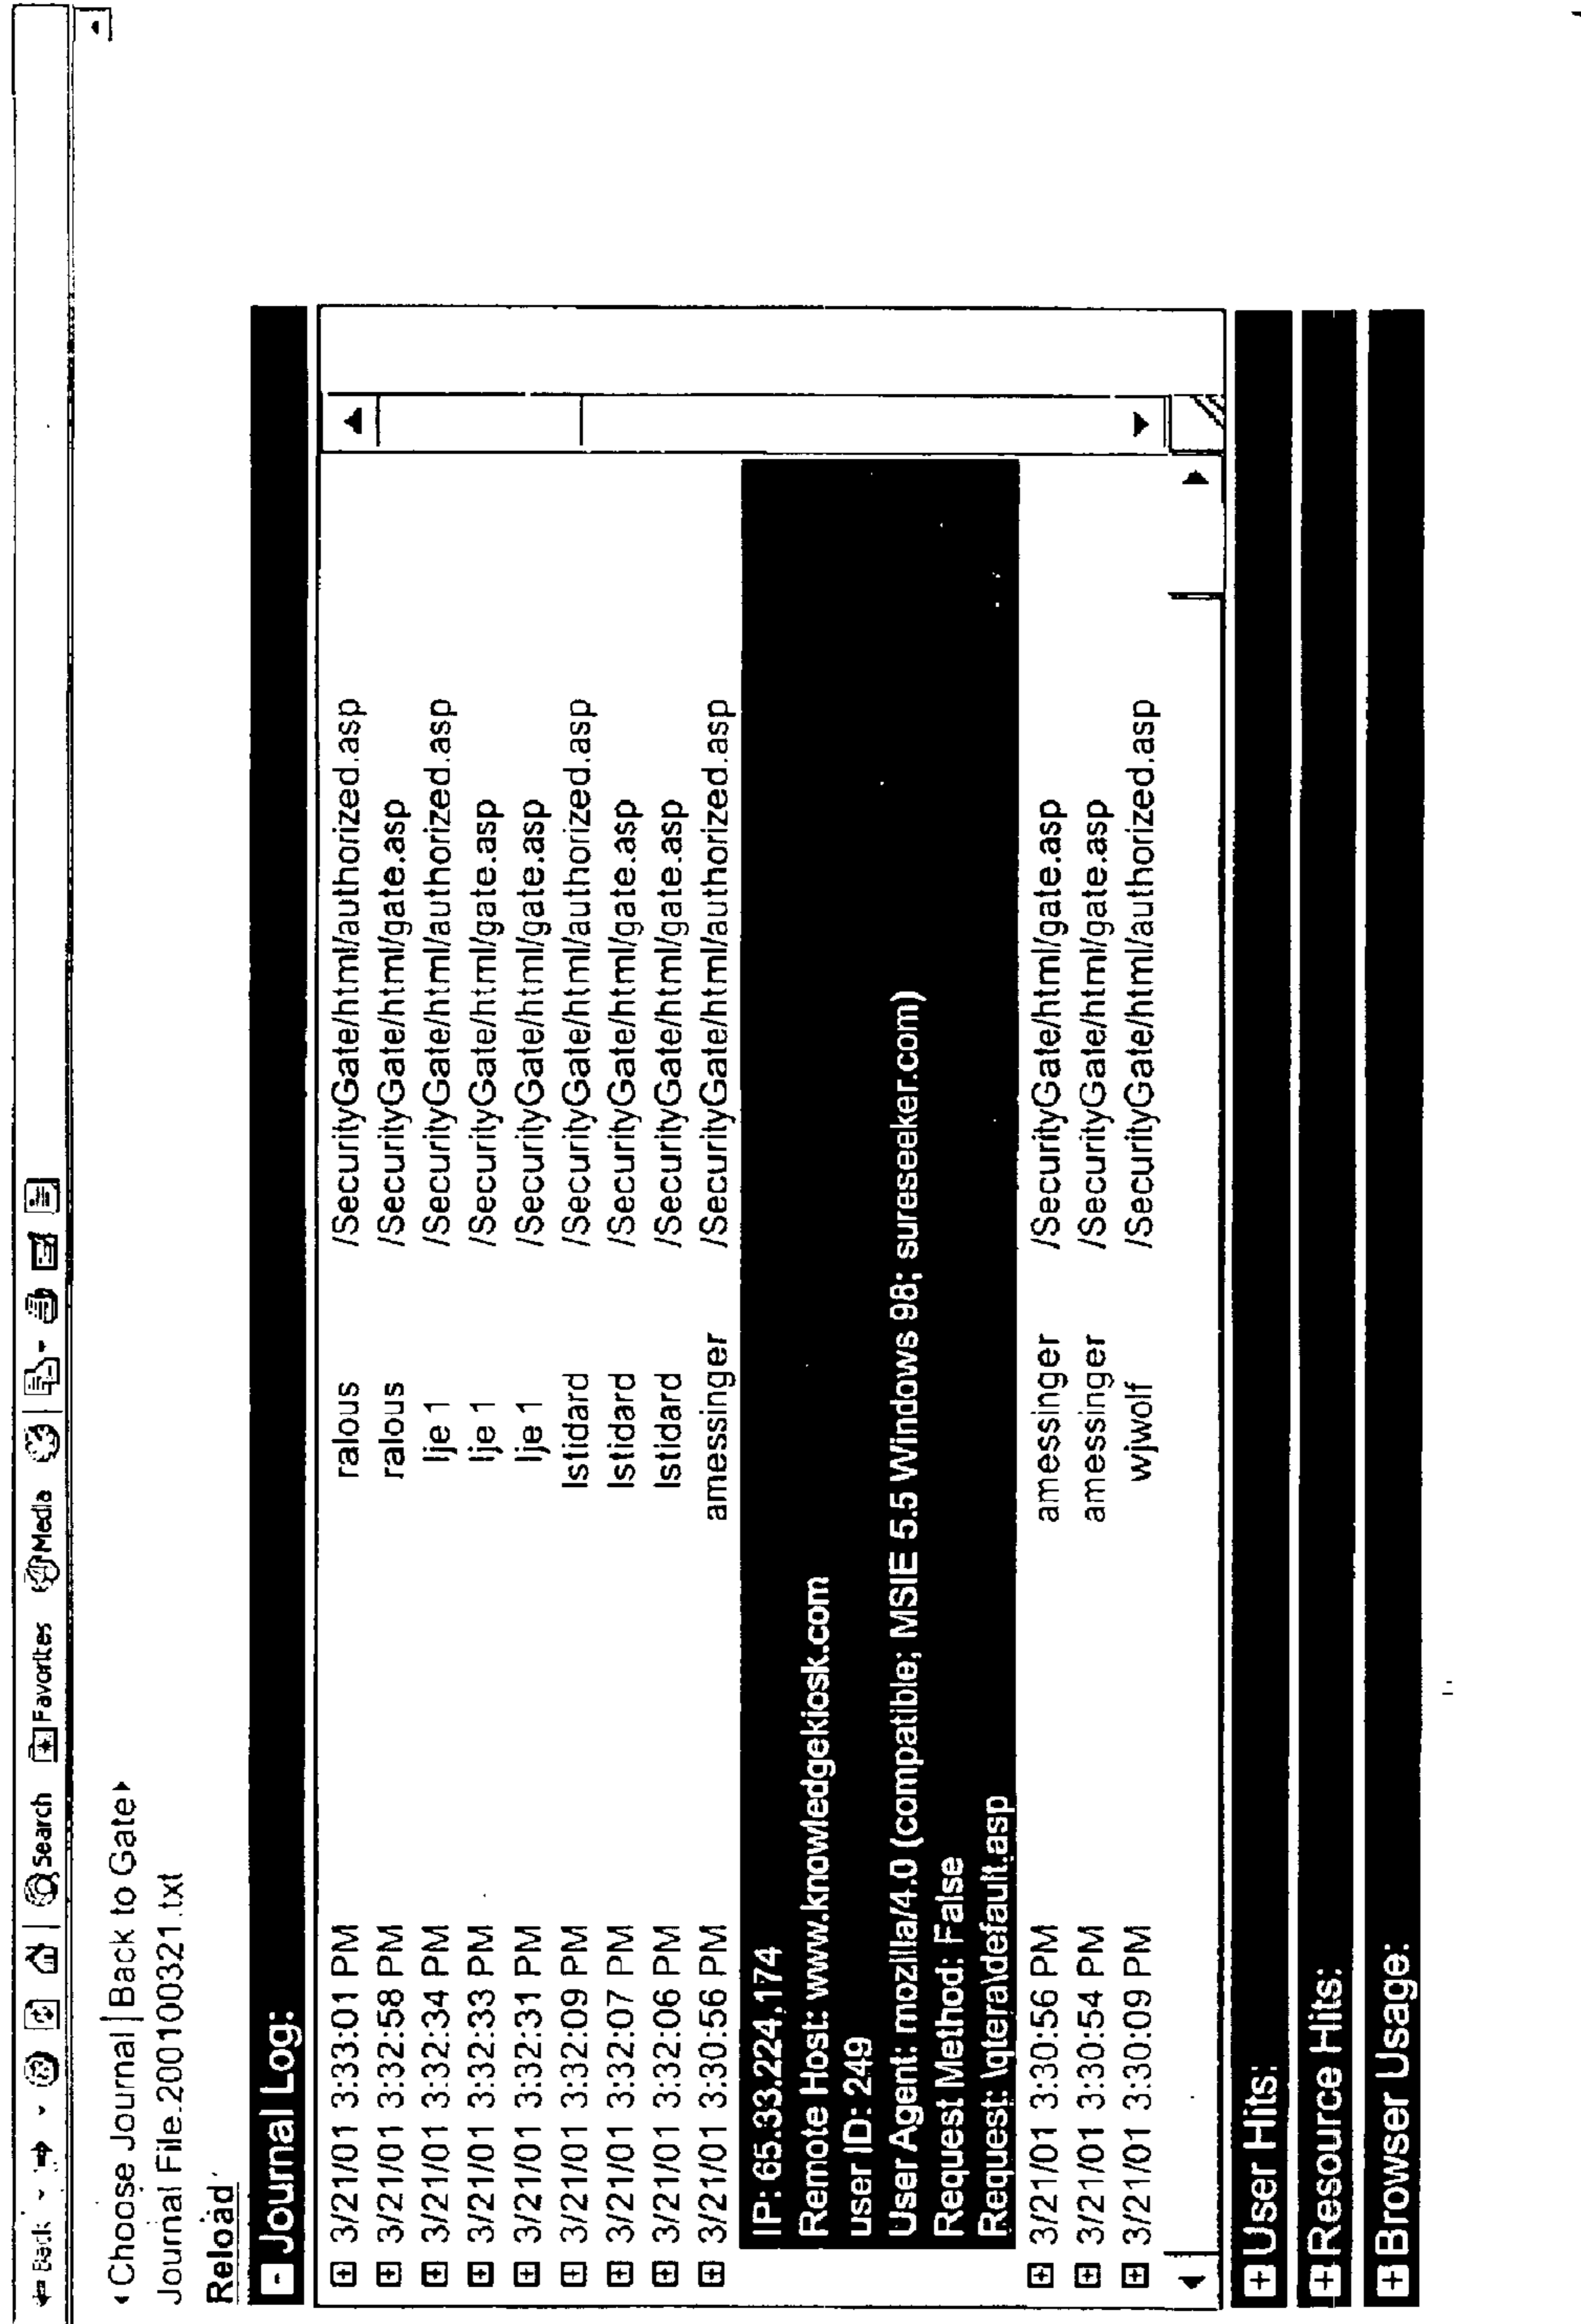 Back Search Favorites Media
Choose Journal | Back to Gate
Journal File.200100321.txt
Reload
- Journal Log:
+ 3/21/01 3:33:01 PM ralous /SecurityGate/html/authorized.asp
+ 3/21/01 3:32:58 PM ralous /SecurityGate/html/gate.asp
+ 3/21/01 3:32:34 PM lje 1 /SecurityGate/html/authorized.asp
+ 3/21/01 3:32:33 PM lje 1 /SecurityGate/html/gate.asp
+ 3/21/01 3:32:31 PM lje 1 /SecurityGate/html/gate.asp
+ 3/21/01 3:32:09 PM lstidard /SecurityGate/html/authorized.asp
+ 3/21/01 3:32:07 PM lstidard /SecurityGate/html/gate.asp
+ 3/21/01 3:32:06 PM lstidard /SecurityGate/html/gate.asp
+ 3/21/01 3:30:56 PM amessinger /SecurityGate/html/authorized.asp
IP: 65.33.224.174
Remote Host: www.knowledgekiosk.com
user ID: 249
User Agent: mozilla/4.0 (compatible; MSIE 5.5 Windows 98; sureseeker.com)
Request Method: False
Request: \qtera\default.asp
+ 3/21/01 3:30:56 PM amessinger /SecurityGate/html/gate.asp
+ 3/21/01 3:30:54 PM amessinger /SecurityGate/html/gate.asp
+ 3/21/01 3:30:09 PM wjwolf /SecurityGate/html/authorized.asp
+ User Hits:
+ Resource Hits:
+ Browser Usage: